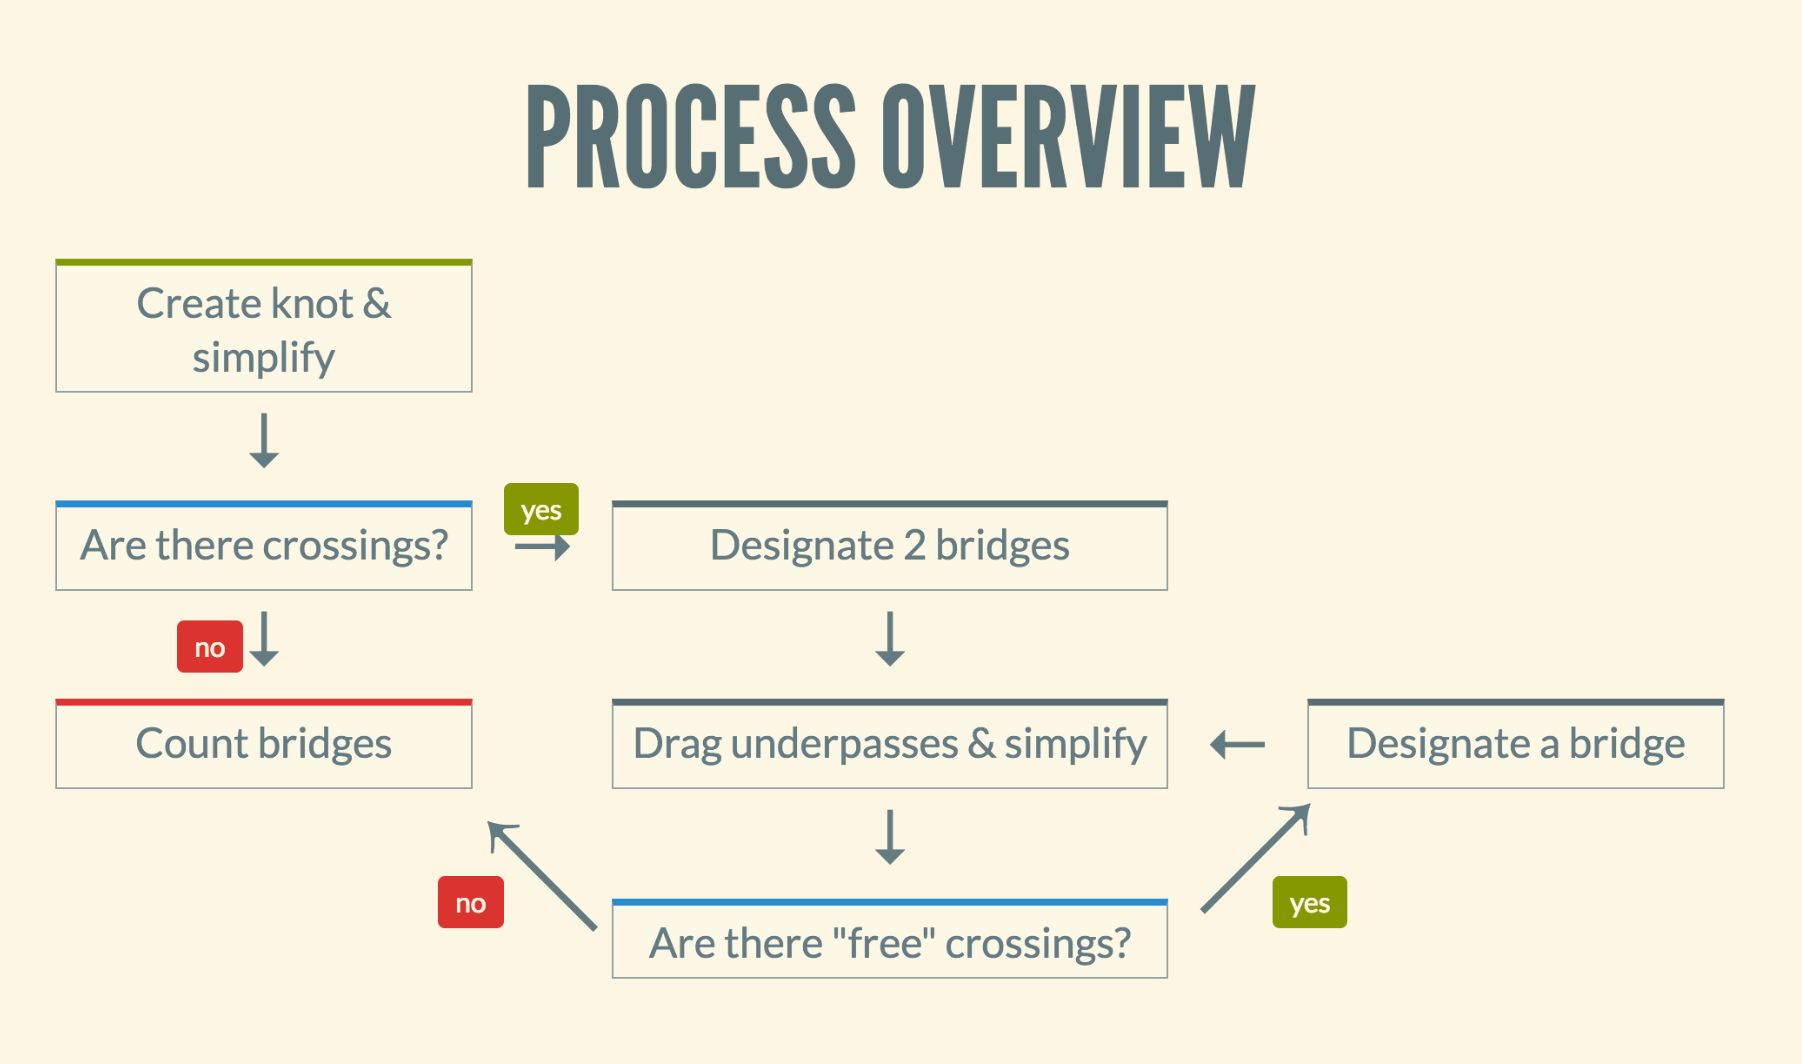 PROCESS OVERVIEW
Create knot &
simplify
Are there crossings?
yes
Designate 2 bridges
no
Count bridges
Drag underpasses & simplify
Designate a bridge
no
yes
Are there "free" crossings?